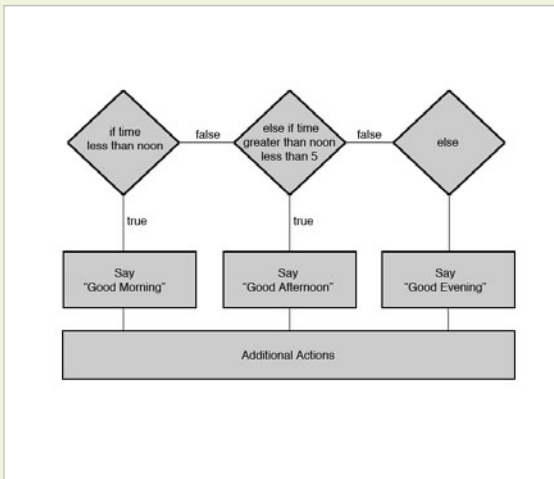 if time
less than noon
false
else if time
greater than noon
less than 5
false
else
true
true
Say
"Good Morning"
Say
"Good Afternoon"
Say
"Good Evening"
Additional Actions